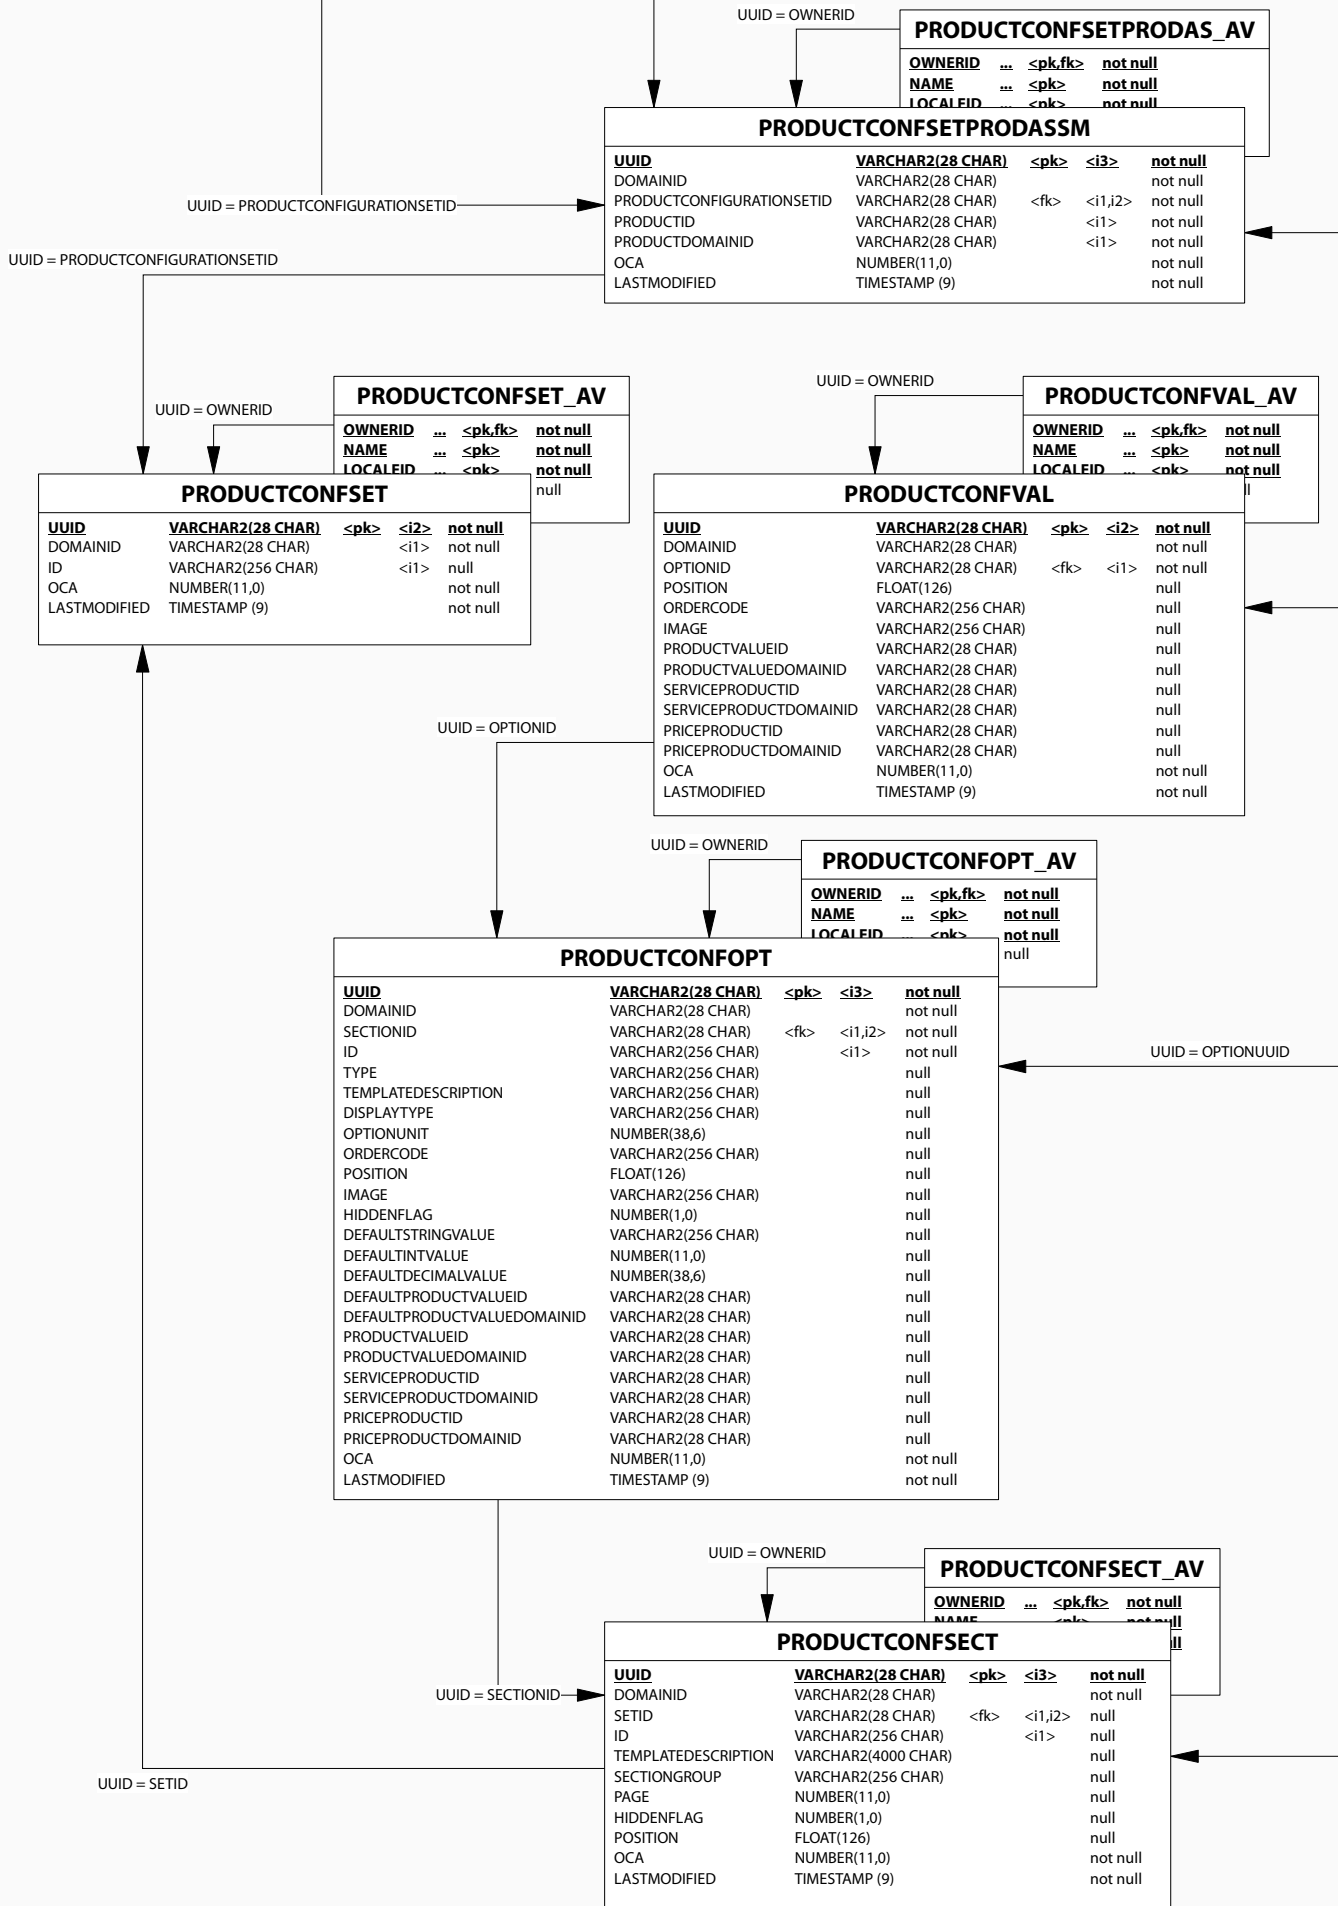 UUID = OWNERID
PRODUCTCONFSETPRODAS_AV
OWNERID ... <pk,fk> not null
NAME ... <pk> not null
LOCALEID ... <pk> not null
PRODUCTCONFSETPRODASSM
UUID VARCHAR2(28 CHAR) <pk> <i3> not null
DOMAINID VARCHAR2(28 CHAR) not null
PRODUCTCONFIGURATIONSETID VARCHAR2(28 CHAR) <fk> <i1,i2> not null
PRODUCTID VARCHAR2(28 CHAR) <i1> not null
PRODUCTDOMAINID VARCHAR2(28 CHAR) <i1> not null
OCA NUMBER(11,0) not null
LASTMODIFIED TIMESTAMP (9) not null
UUID = PRODUCTCONFIGURATIONSETID
UUID = PRODUCTCONFIGURATIONSETID
UUID = OWNERID
PRODUCTCONFSET_AV
OWNERID ... <pk,fk> not null
NAME ... <pk> not null
LOCALEID ... <pk> not null
null
PRODUCTCONFSET
UUID VARCHAR2(28 CHAR) <pk> <i2> not null
DOMAINID VARCHAR2(28 CHAR) <i1> not null
ID VARCHAR2(256 CHAR) <i1> null
OCA NUMBER(11,0) not null
LASTMODIFIED TIMESTAMP (9) not null
UUID = OWNERID
PRODUCTCONFVAL_AV
OWNERID ... <pk,fk> not null
NAME ... <pk> not null
LOCALEID ... <pk> not null
PRODUCTCONFVAL
UUID VARCHAR2(28 CHAR) <pk> <i2> not null
DOMAINID VARCHAR2(28 CHAR) not null
OPTIONID VARCHAR2(28 CHAR) <fk> <i1> not null
POSITION FLOAT(126) null
ORDERCODE VARCHAR2(256 CHAR) null
IMAGE VARCHAR2(256 CHAR) null
PRODUCTVALUEID VARCHAR2(28 CHAR) null
PRODUCTVALUEDOMAINID VARCHAR2(28 CHAR) null
SERVICEPRODUCTID VARCHAR2(28 CHAR) null
SERVICEPRODUCTDOMAINID VARCHAR2(28 CHAR) null
PRICEPRODUCTID VARCHAR2(28 CHAR) null
PRICEPRODUCTDOMAINID VARCHAR2(28 CHAR) null
OCA NUMBER(11,0) not null
LASTMODIFIED TIMESTAMP (9) not null
UUID = OPTIONID
UUID = OWNERID
PRODUCTCONFOPT_AV
OWNERID ... <pk,fk> not null
NAME ... <pk> not null
LOCALEID ... <pk> not null
null
PRODUCTCONFOPT
UUID VARCHAR2(28 CHAR) <pk> <i3> not null
DOMAINID VARCHAR2(28 CHAR) not null
SECTIONID VARCHAR2(28 CHAR) <fk> <i1,i2> not null
ID VARCHAR2(256 CHAR) <i1> not null
TYPE VARCHAR2(256 CHAR) null
TEMPLATEDESCRIPTION VARCHAR2(256 CHAR) null
DISPLAYTYPE VARCHAR2(256 CHAR) null
OPTIONUNIT NUMBER(38,6) null
ORDERCODE VARCHAR2(256 CHAR) null
POSITION FLOAT(126) null
IMAGE VARCHAR2(256 CHAR) null
HIDDENFLAG NUMBER(1,0) null
DEFAULTSTRINGVALUE VARCHAR2(256 CHAR) null
DEFAULTINTVALUE NUMBER(11,0) null
DEFAULTDECIMALVALUE NUMBER(38,6) null
DEFAULTPRODUCTVALUEID VARCHAR2(28 CHAR) null
DEFAULTPRODUCTVALUEDOMAINID VARCHAR2(28 CHAR) null
PRODUCTVALUEID VARCHAR2(28 CHAR) null
PRODUCTVALUEDOMAINID VARCHAR2(28 CHAR) null
SERVICEPRODUCTID VARCHAR2(28 CHAR) null
SERVICEPRODUCTDOMAINID VARCHAR2(28 CHAR) null
PRICEPRODUCTID VARCHAR2(28 CHAR) null
PRICEPRODUCTDOMAINID VARCHAR2(28 CHAR) null
OCA NUMBER(11,0) not null
LASTMODIFIED TIMESTAMP (9) not null
UUID = OPTIONUUID
UUID = OWNERID
PRODUCTCONFSECT_AV
OWNERID ... <pk,fk> not null
NAME <pk> not null
PRODUCTCONFSECT
UUID VARCHAR2(28 CHAR) <pk> <i3> not null
DOMAINID VARCHAR2(28 CHAR) not null
SETID VARCHAR2(28 CHAR) <fk> <i1,i2> null
ID VARCHAR2(256 CHAR) <i1> null
TEMPLATEDESCRIPTION VARCHAR2(4000 CHAR) null
SECTIONGROUP VARCHAR2(256 CHAR) null
PAGE NUMBER(11,0) null
HIDDENFLAG NUMBER(1,0) null
POSITION FLOAT(126) null
OCA NUMBER(11,0) not null
LASTMODIFIED TIMESTAMP (9) not null
UUID = SECTIONID
UUID = SETID